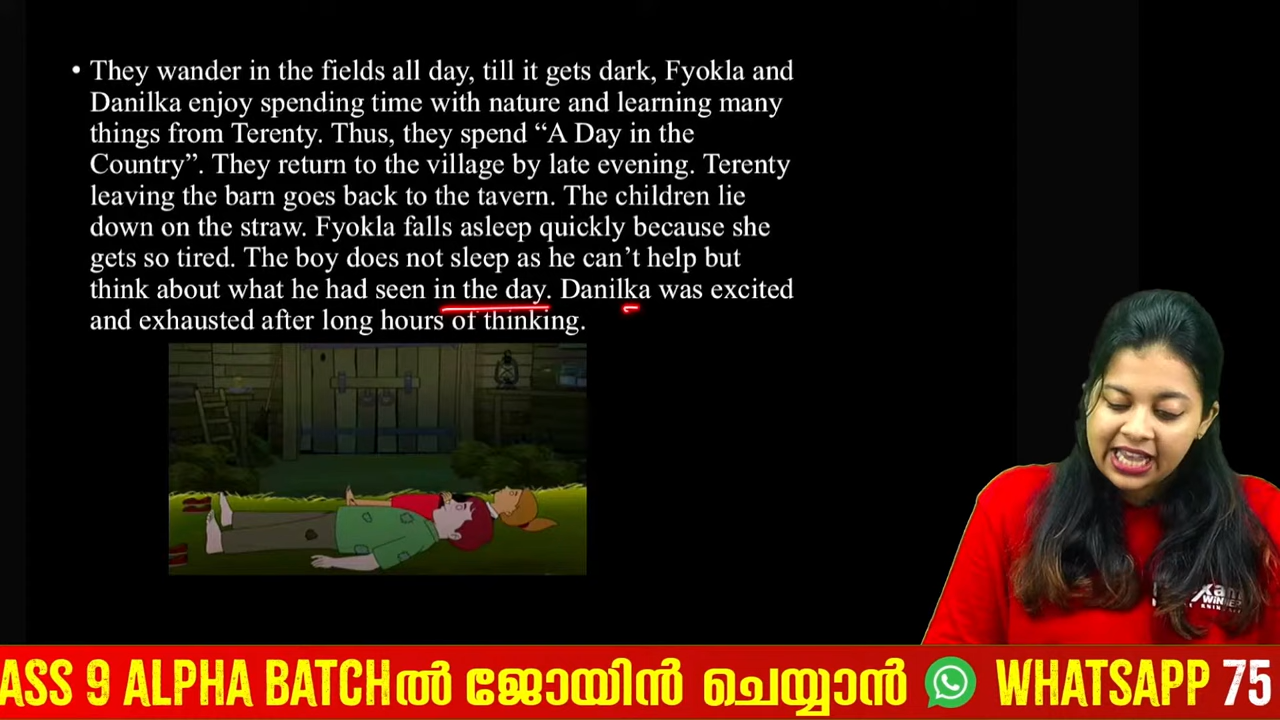 • They wander in the fields all day, till it gets dark, Fyokla and
Danilka enjoy spending time with nature and learning many
things from Terenty. Thus, they spend “A Day in the
Country”. They return to the village by late evening. Terenty
leaving the barn goes back to the tavern. The children lie
down on the straw. Fyokla falls asleep quickly because she
gets so tired. The boy does not sleep as he can’t help but
think about what he had seen in the day. Danilka was excited
and exhausted after long hours of thinking.
WINNER
ASS 9 ALPHA BATCHൽ ജോയിൻ ചെയ്യാൻ WHATSAPP 75